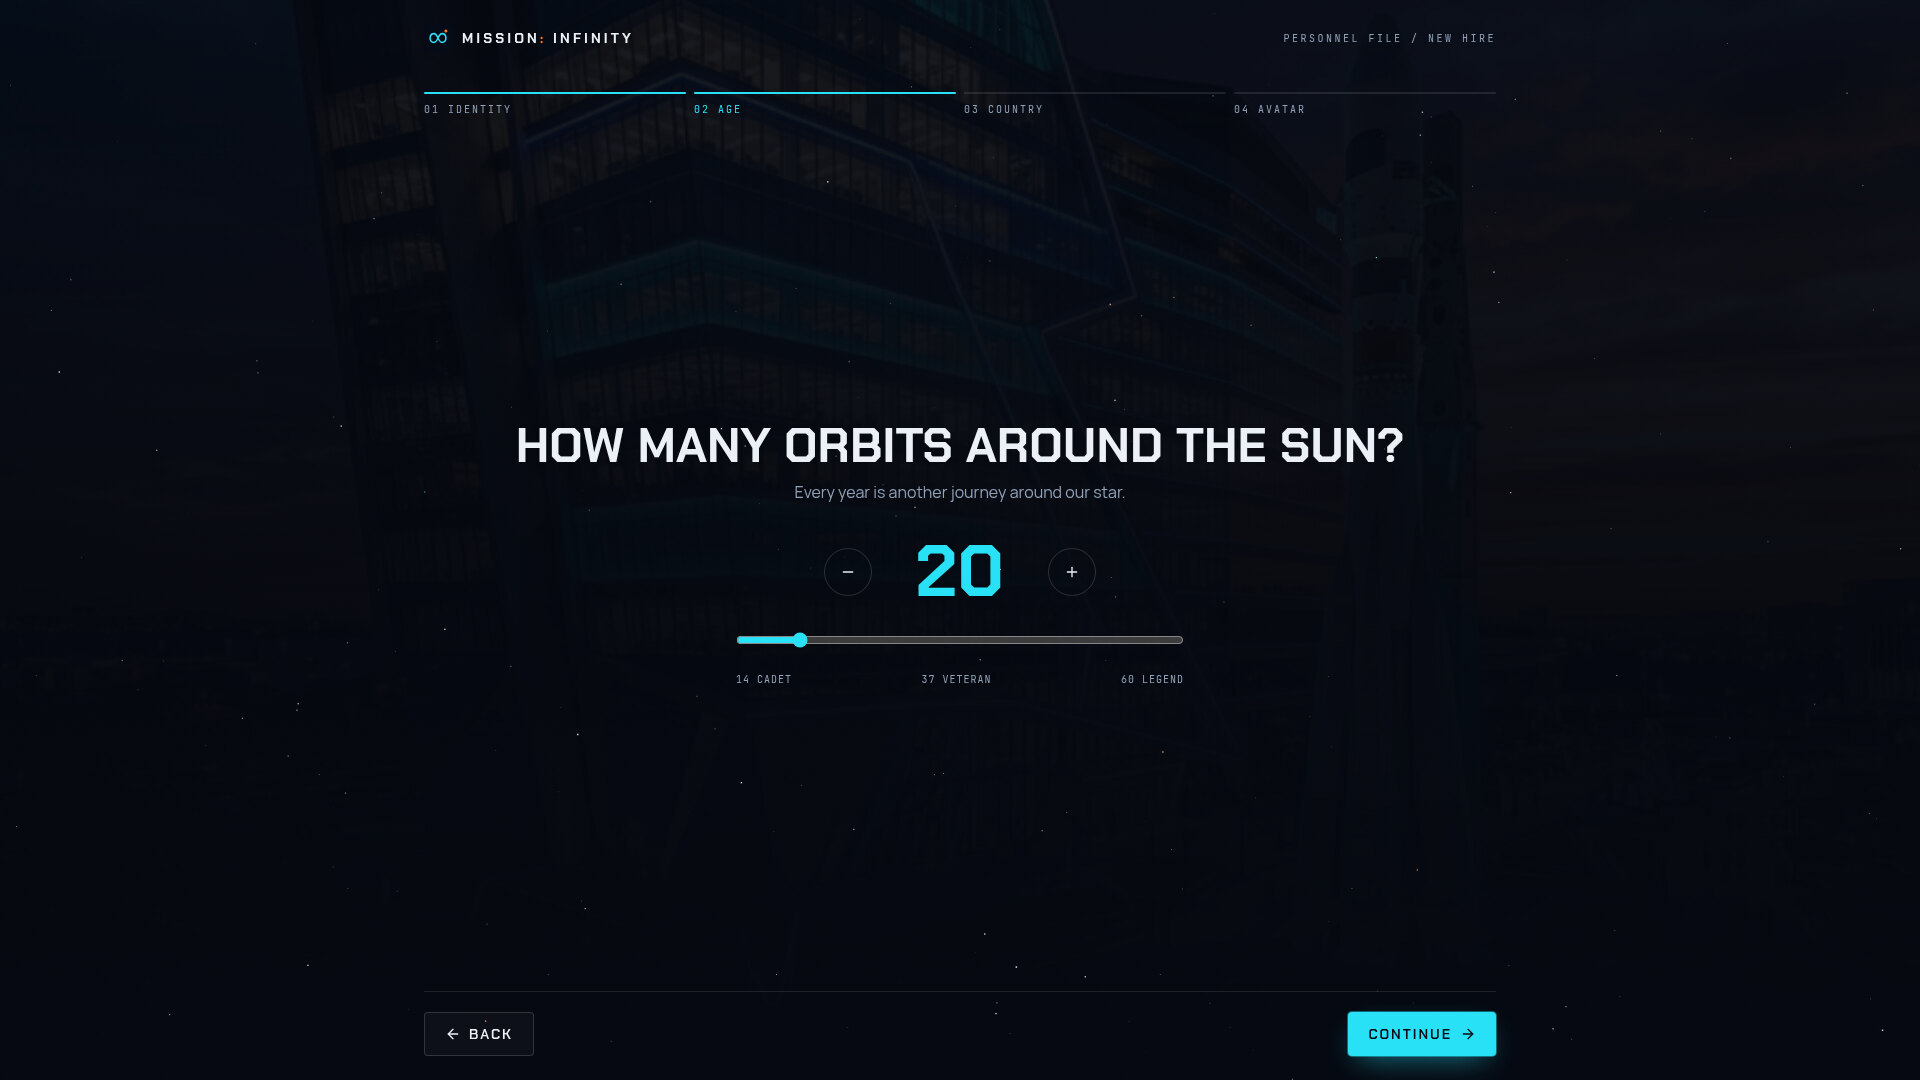 MISSION: INFINITY
PERSONNEL FILE / NEW HIRE
01 IDENTITY
02 AGE
03 COUNTRY
04 AVATAR
HOW MANY ORBITS AROUND THE SUN?
Every year is another journey around our star.
− 20 +
14 CADET
37 VETERAN
60 LEGEND
← BACK
CONTINUE →